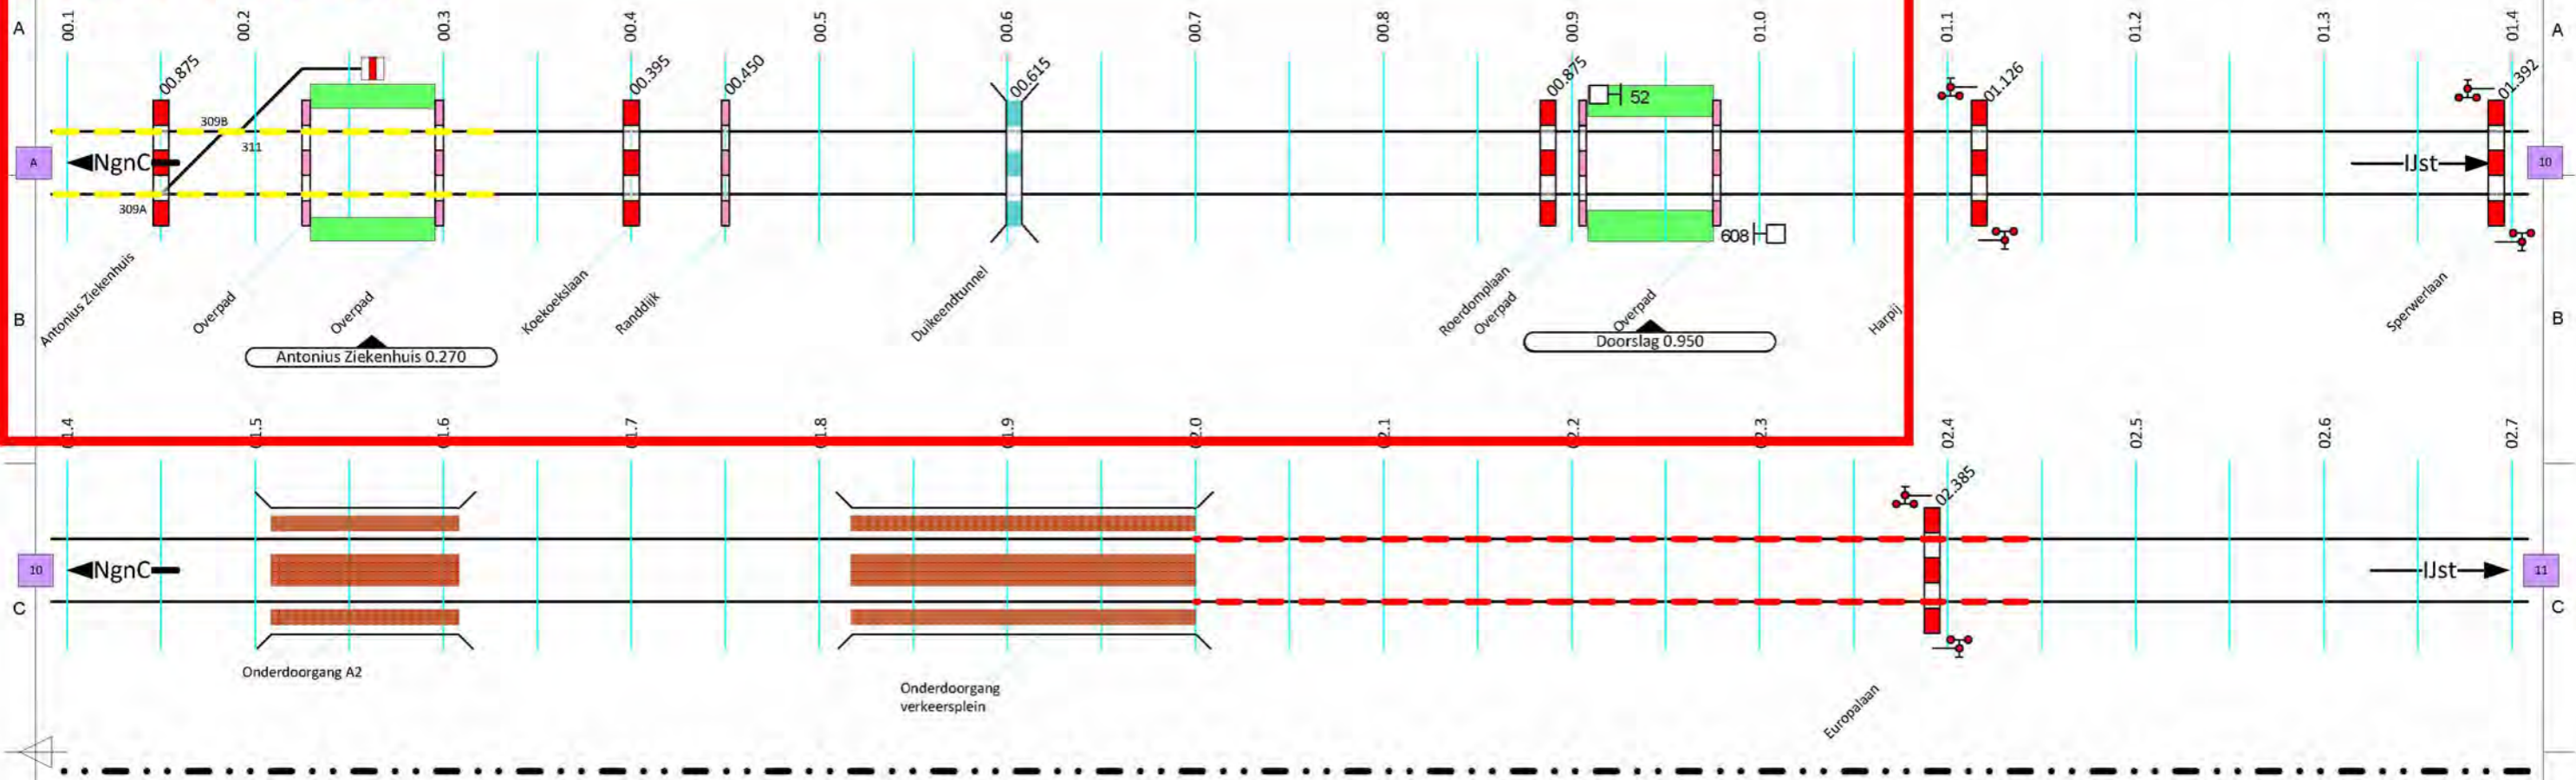 A
00.1
00.2
00.3
00.4
00.5
00.6
00.7
00.8
00.9
01.0
01.1
01.2
01.3
01.4
A
00.875
00.395
00.450
00.615
00.875
01.126
01.392
309B
311
52
A
NgnC
IJst
10
309A
608
Antonius Ziekenhuis
Overpad
Overpad
Koekoekslaan
Randdijk
Duikeendtunnel
Roerdomplaan
Overpad
Overpad
Harpij
Sperwerlaan
B
B
Antonius Ziekenhuis 0.270
Doorslag 0.950
01.4
01.5
01.6
01.7
01.8
01.9
02.0
02.1
02.2
02.3
02.4
02.5
02.6
02.7
02.385
10
NgnC
IJst
11
C
C
Onderdoorgang A2
Onderdoorgang
verkeersplein
Europalaan